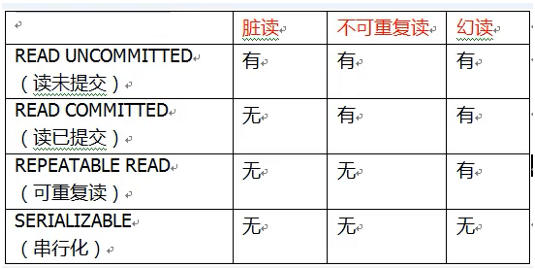 脏读 不可重复读 幻读
READ UNCOMMITTED
（读未提交） 有 有 有
READ COMMITTED
（读已提交） 无 有 有
REPEATABLE READ
（可重复读） 无 无 有
SERIALIZABLE
（串行化） 无 无 无